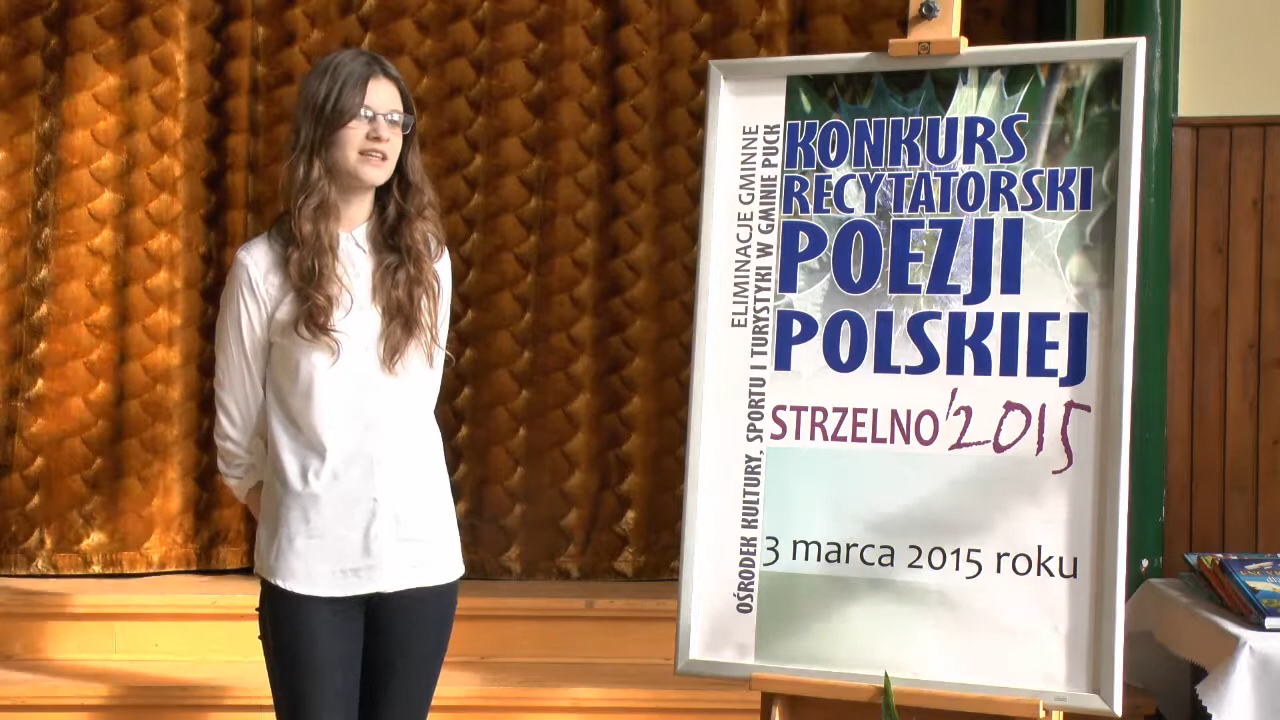 ELIMINACJE GMINNE
OŚRODEK KULTURY, SPORTU I TURYSTYKI W GMINIE PUCK
KONKURS
RECYTATORSKI
POEZJI
POLSKIEJ
STRZELNO'2015
3 marca 2015 roku